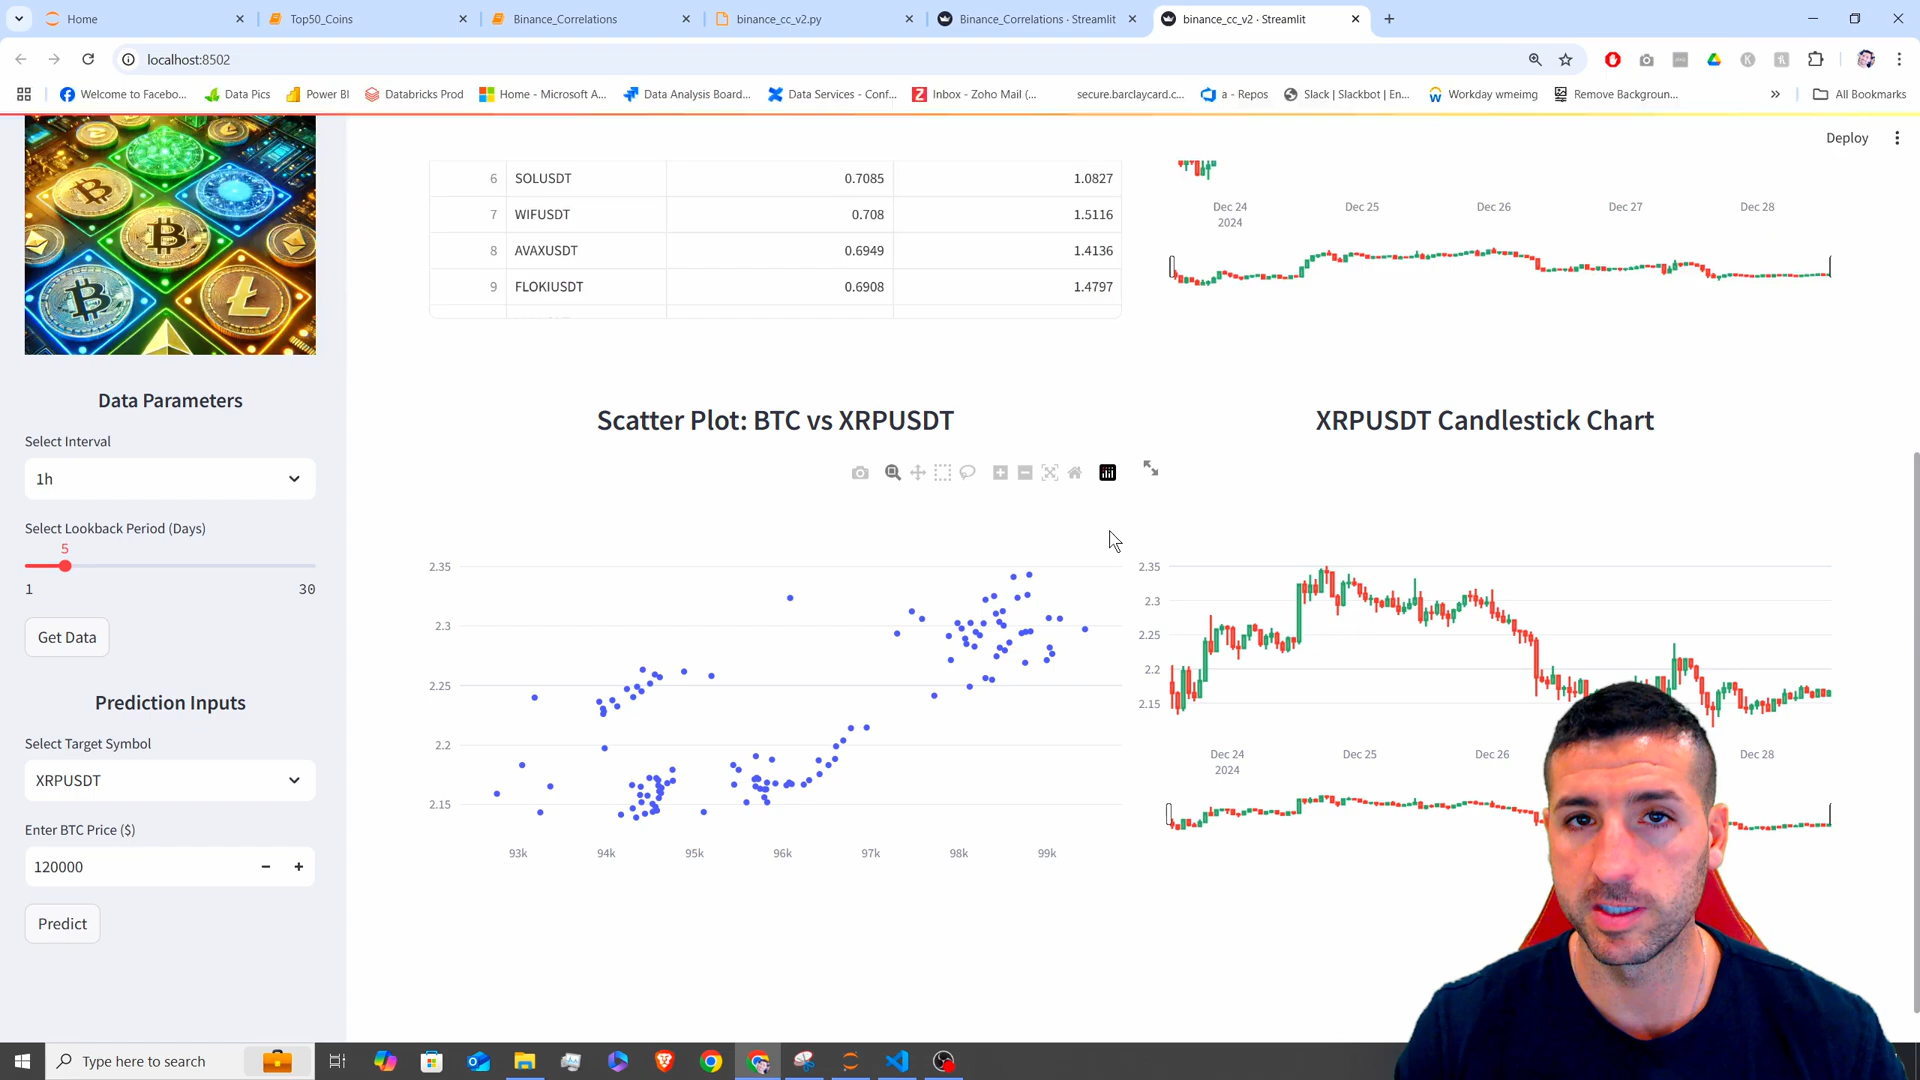 Home
Top50_Coins
Binance_Correlations
binance_cc_v2.py
Binance_Correlations · Streamlit
binance_cc_v2 · Streamlit
localhost:8502
Welcome to Facebo...
Data Pics
Power BI
Databricks Prod
Home - Microsoft A...
Data Analysis Board...
Data Services - Conf...
Inbox - Zoho Mail (...
secure.barclaycard.c...
a - Repos
Slack | Slackbot | En...
Workday wmeimg
Remove Backgroun...
All Bookmarks
Deploy
6 SOLUSDT 0.7085 1.0827
7 WIFUSDT 0.708 1.5116
8 AVAXUSDT 0.6949 1.4136
9 FLOKIUSDT 0.6908 1.4797
Dec 24 Dec 25 Dec 26 Dec 27 Dec 28
2024
Data Parameters
Select Interval
1h
Select Lookback Period (Days)
5
1 30
Get Data
Prediction Inputs
Select Target Symbol
XRPUSDT
Enter BTC Price ($)
120000
Predict
Scatter Plot: BTC vs XRPUSDT
2.35
2.3
2.25
2.2
2.15
93k 94k 95k 96k 97k 98k 99k
XRPUSDT Candlestick Chart
2.35
2.3
2.25
2.2
2.15
Dec 24 Dec 25 Dec 26 Dec 28
2024
Type here to search